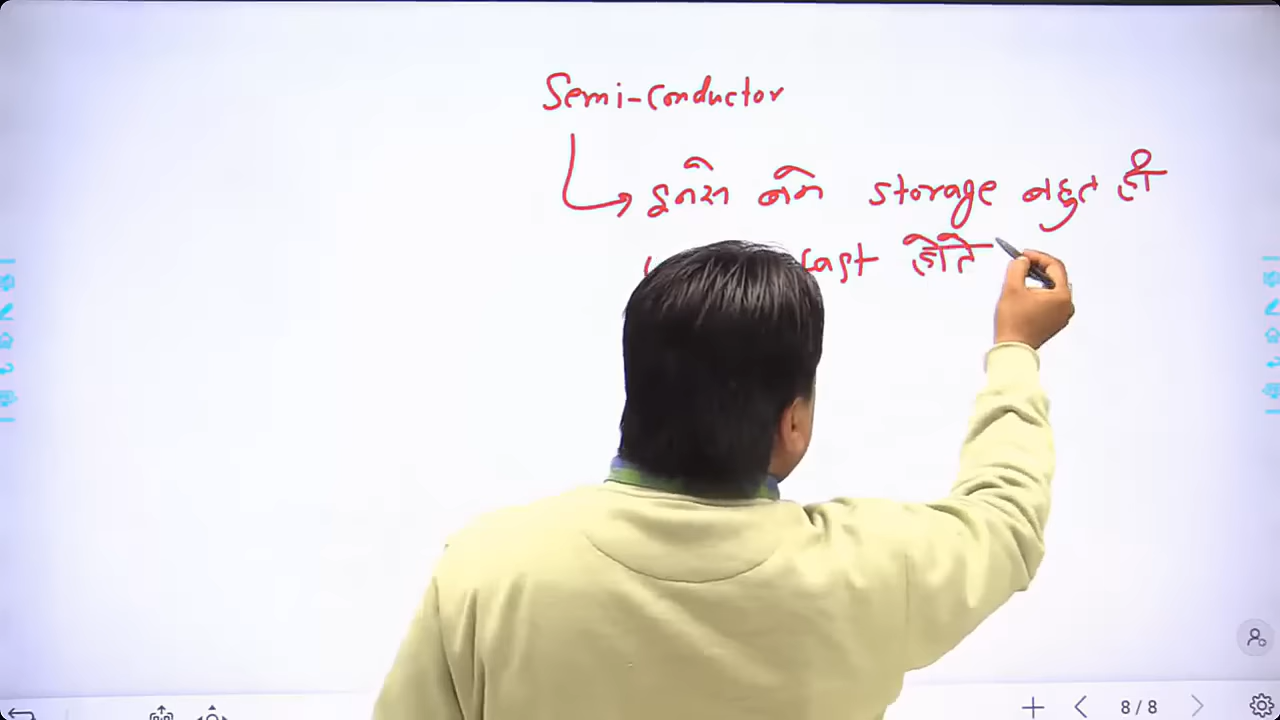 Semi-Conductor
इनसे बने storage बहुत ही
fast होते
8/8